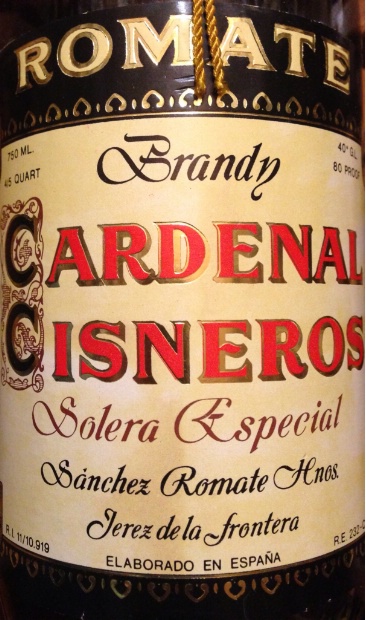 ROMATE
750 ML.
4/5 QUART
40° G.L.
80 PROOF
Brandy
CARDENAL
CISNEROS
Solera Especial
Sánchez Romate Hnos.
Jerez de la frontera
R.I. 11/10.919
ELABORADO EN ESPAÑA